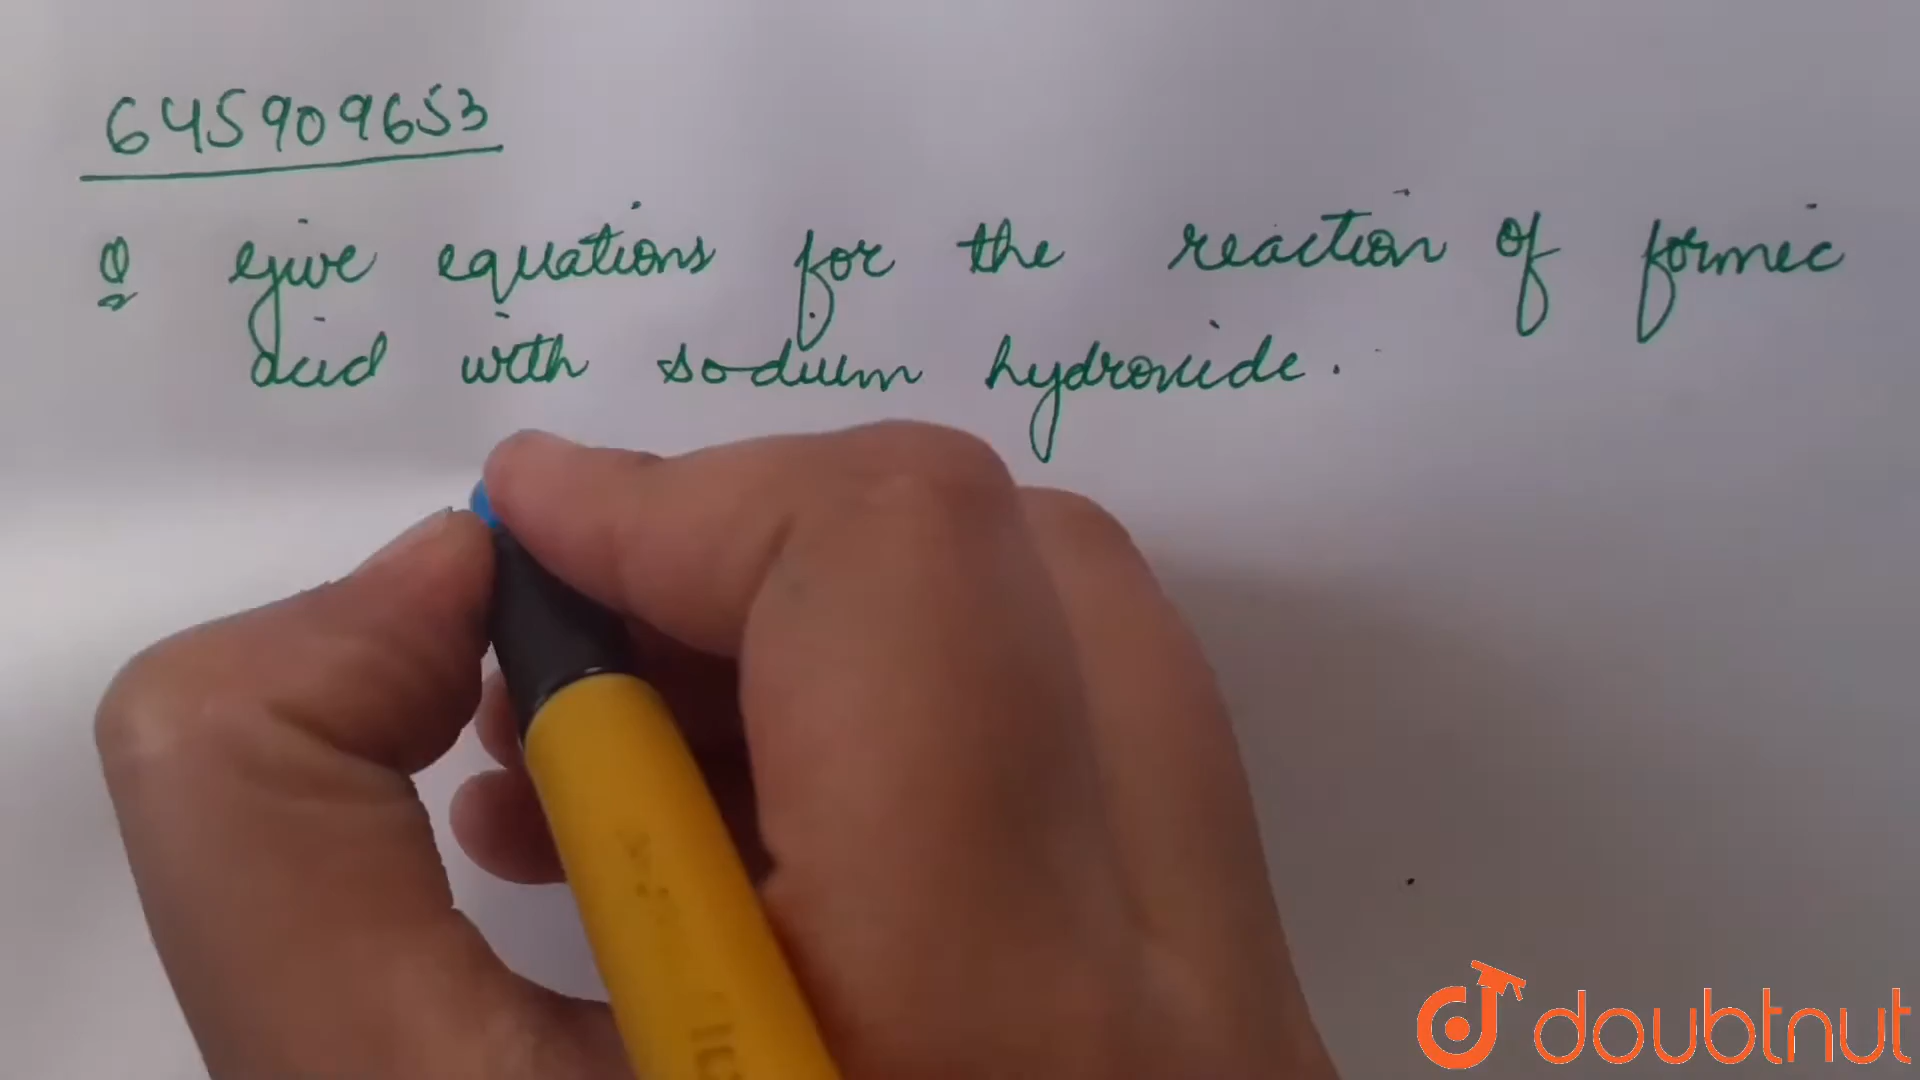 645909653
Q Give equations for the reaction of formic
acid with sodium hydroxide.
doubtnut